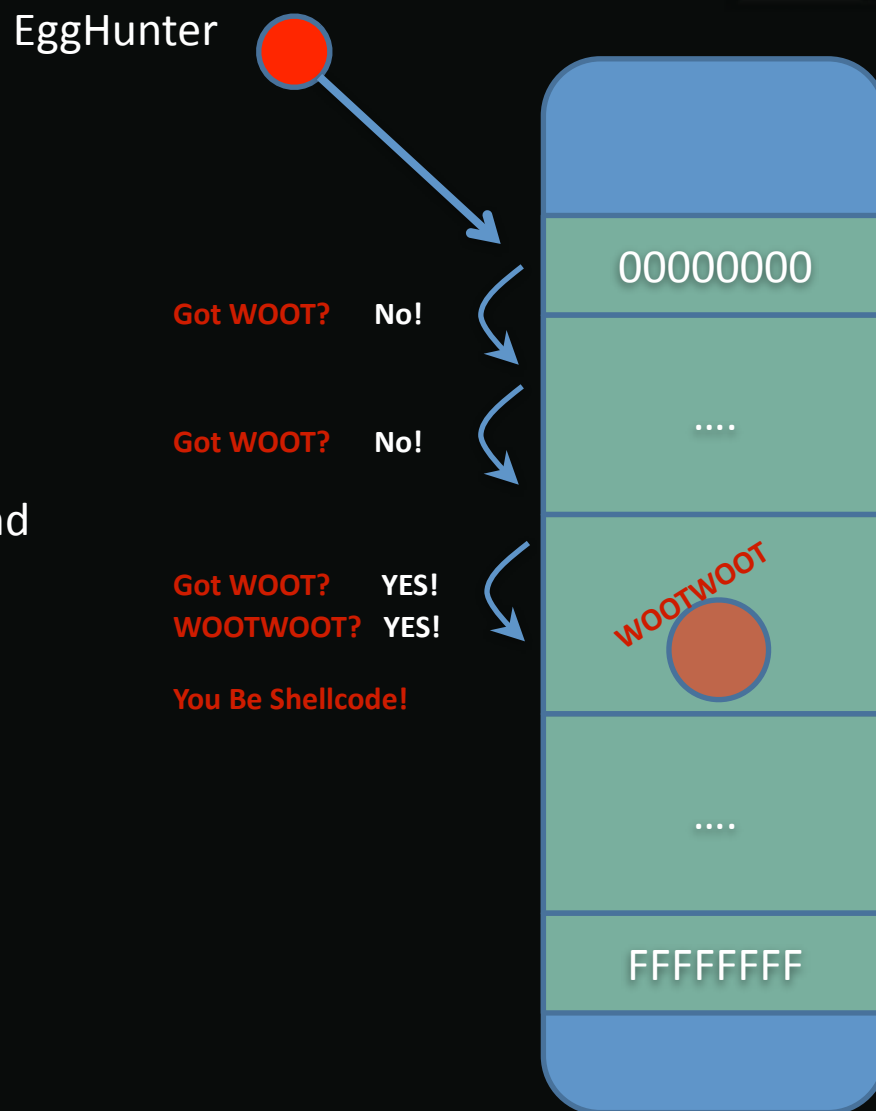 EggHunter
00000000
Got WOOT? No!
....
Got WOOT? No!
WOOTWOOT
Got WOOT? YES!
WOOTWOOT? YES!
You Be Shellcode!
....
FFFFFFFF